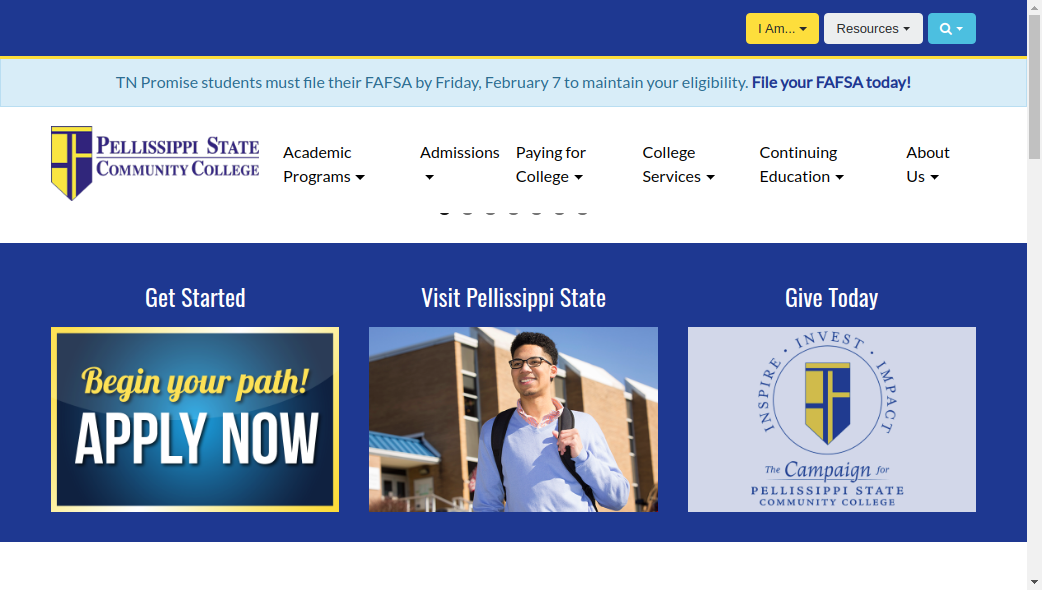 I Am...
Resources
TN Promise students must file their FAFSA by Friday, February 7 to maintain your eligibility. File your FAFSA today!
PELLISSIPPI STATE
COMMUNITY COLLEGE
Academic
Programs
Admissions
Paying for
College
College
Services
Continuing
Education
About
Us
Get Started
Visit Pellissippi State
Give Today
Begin your path!
APPLY NOW
INSPIRE • INVEST • IMPACT
The Campaign for
PELLISSIPPI STATE
COMMUNITY COLLEGE